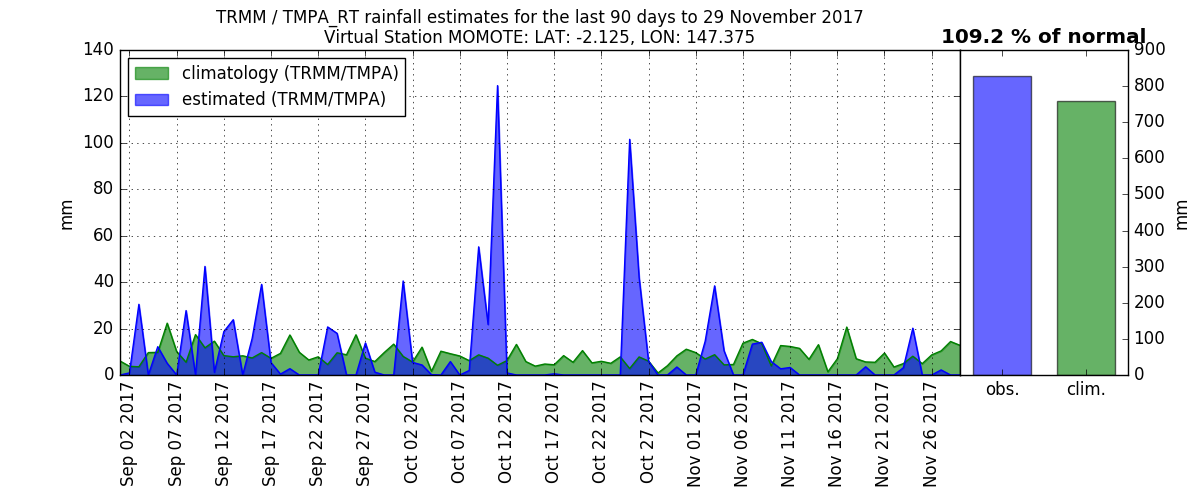 TRMM / TMPA_RT rainfall estimates for the last 90 days to 29 November 2017
Virtual Station MOMOTE: LAT: -2.125, LON: 147.375
109.2 % of normal
climatology (TRMM/TMPA)
estimated (TRMM/TMPA)
140
120
100
80
60
40
20
0
mm
900
800
700
600
500
400
300
200
100
0
mm
Sep 02 2017
Sep 07 2017
Sep 12 2017
Sep 17 2017
Sep 22 2017
Sep 27 2017
Oct 02 2017
Oct 07 2017
Oct 12 2017
Oct 17 2017
Oct 22 2017
Oct 27 2017
Nov 01 2017
Nov 06 2017
Nov 11 2017
Nov 16 2017
Nov 21 2017
Nov 26 2017
obs.
clim.